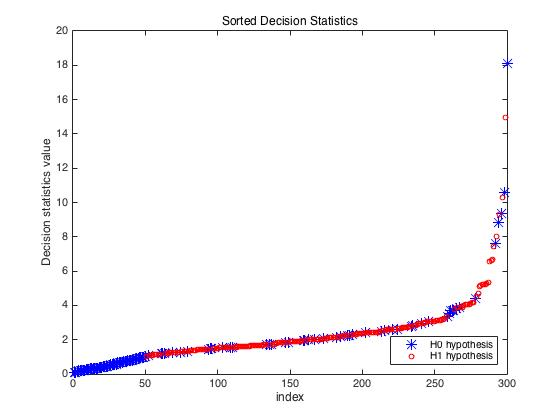 Sorted Decision Statistics
20
18
16
14
12
10
8
6
4
2
0
Decision statistics value
0 50 100 150 200 250 300
index
H0 hypothesis
H1 hypothesis